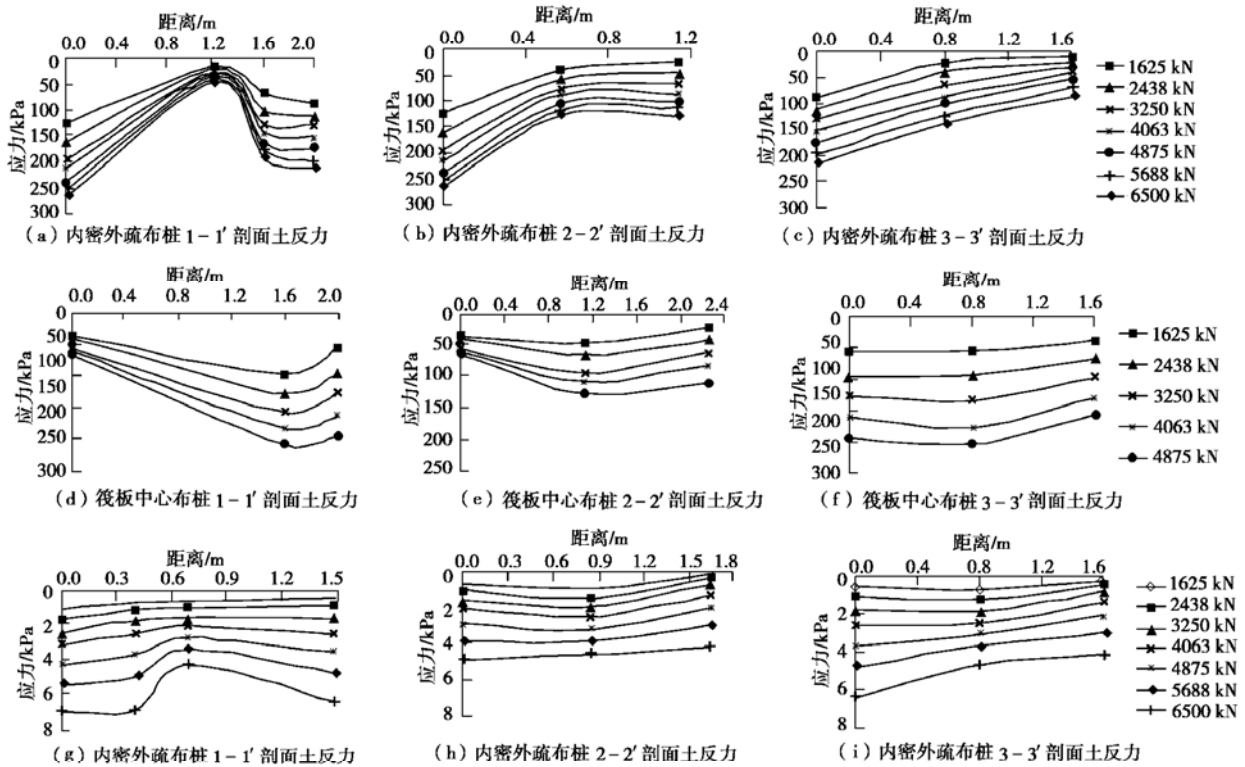 距离/m
0.0 0.4 0.8 1.2 1.6 2.0
0
50
100
150
200
250
300
应力/kPa
(a)内密外疏布桩1-1′剖面土反力
距离/m
0.0 0.4 0.8 1.2
0
50
100
150
200
250
300
应力/kPa
(b)内密外疏布桩2-2′剖面土反力
距离/m
0.0 0.4 0.8 1.2 1.6
0
50
100
150
200
250
300
应力/kPa
(c)内密外疏布桩3-3′剖面土反力
1625 kN
2438 kN
3250 kN
4063 kN
4875 kN
5688 kN
6500 kN
距离/m
0.0 0.4 0.8 1.2 1.6 2.0
0
50
100
150
200
250
300
应力/kPa
(d)筏板中心布桩1-1′剖面土反力
距离/m
0.0 0.4 0.8 1.2 1.6 2.0 2.4
0
50
100
150
200
250
应力/kPa
(e)筏板中心布桩2-2′剖面土反力
距离/m
0.0 0.4 0.8 1.2 1.6
0
50
100
150
200
250
300
应力/kPa
(f)筏板中心布桩3-3′剖面土反力
1625 kN
2438 kN
3250 kN
4063 kN
4875 kN
距离/m
0.0 0.3 0.6 0.9 1.2 1.5
0
2
4
6
8
应力/kPa
(g)内密外疏布桩1-1′剖面土反力
距离/m
0.0 0.3 0.6 0.9 1.2 1.5 1.8
0
2
4
6
8
应力/kPa
(h)内密外疏布桩2-2′剖面土反力
距离/m
0.0 0.4 0.8 1.2 1.6
0
2
4
6
8
应力/kPa
(i)内密外疏布桩3-3′剖面土反力
1625 kN
2438 kN
3250 kN
4063 kN
4875 kN
5688 kN
6500 kN